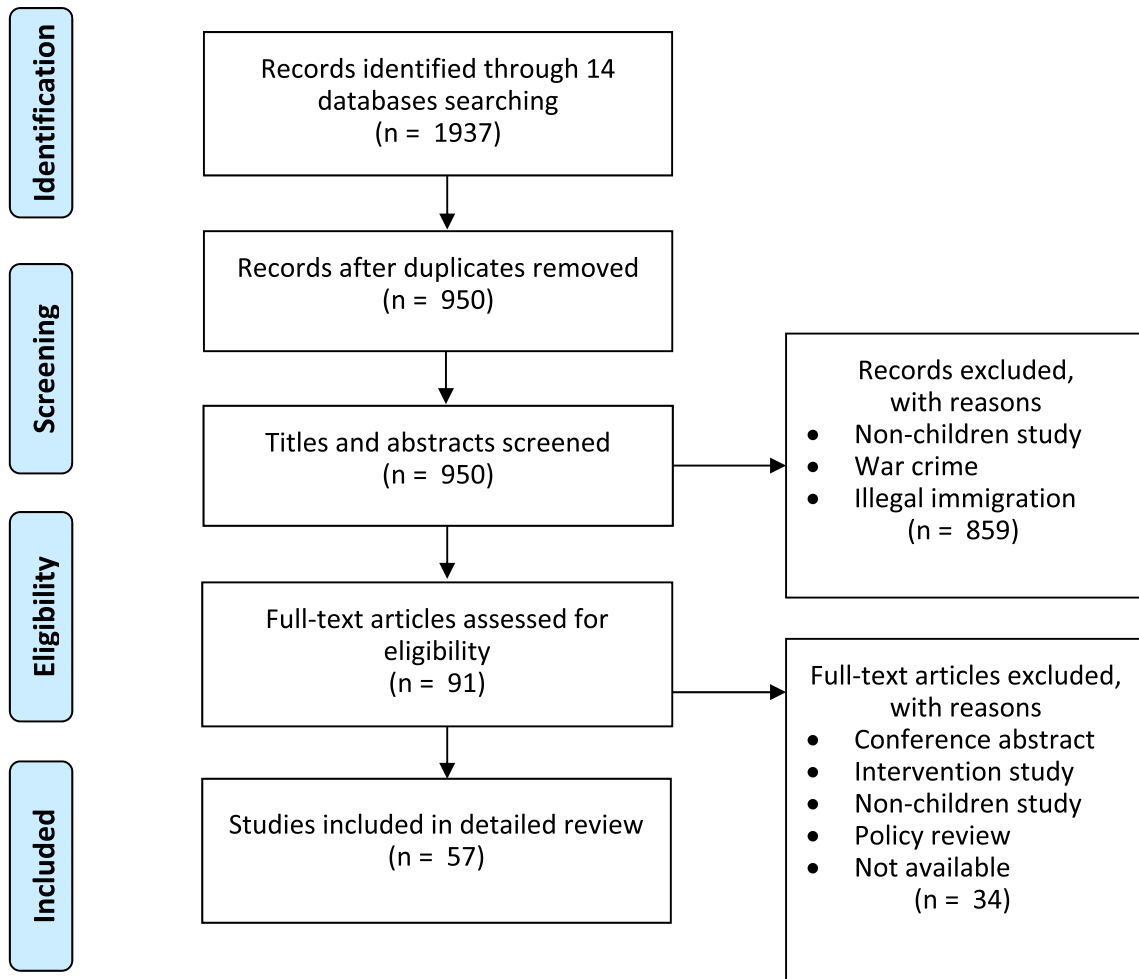 Identification
Records identified through 14
databases searching
(n = 1937)
Records after duplicates removed
(n = 950)
Screening
Titles and abstracts screened
(n = 950)
Records excluded,
with reasons
• Non-children study
• War crime
• Illegal immigration
(n = 859)
Eligibility
Full-text articles assessed for
eligibility
(n = 91)
Full-text articles excluded,
with reasons
• Conference abstract
• Intervention study
• Non-children study
• Policy review
• Not available
(n = 34)
Included
Studies included in detailed review
(n = 57)